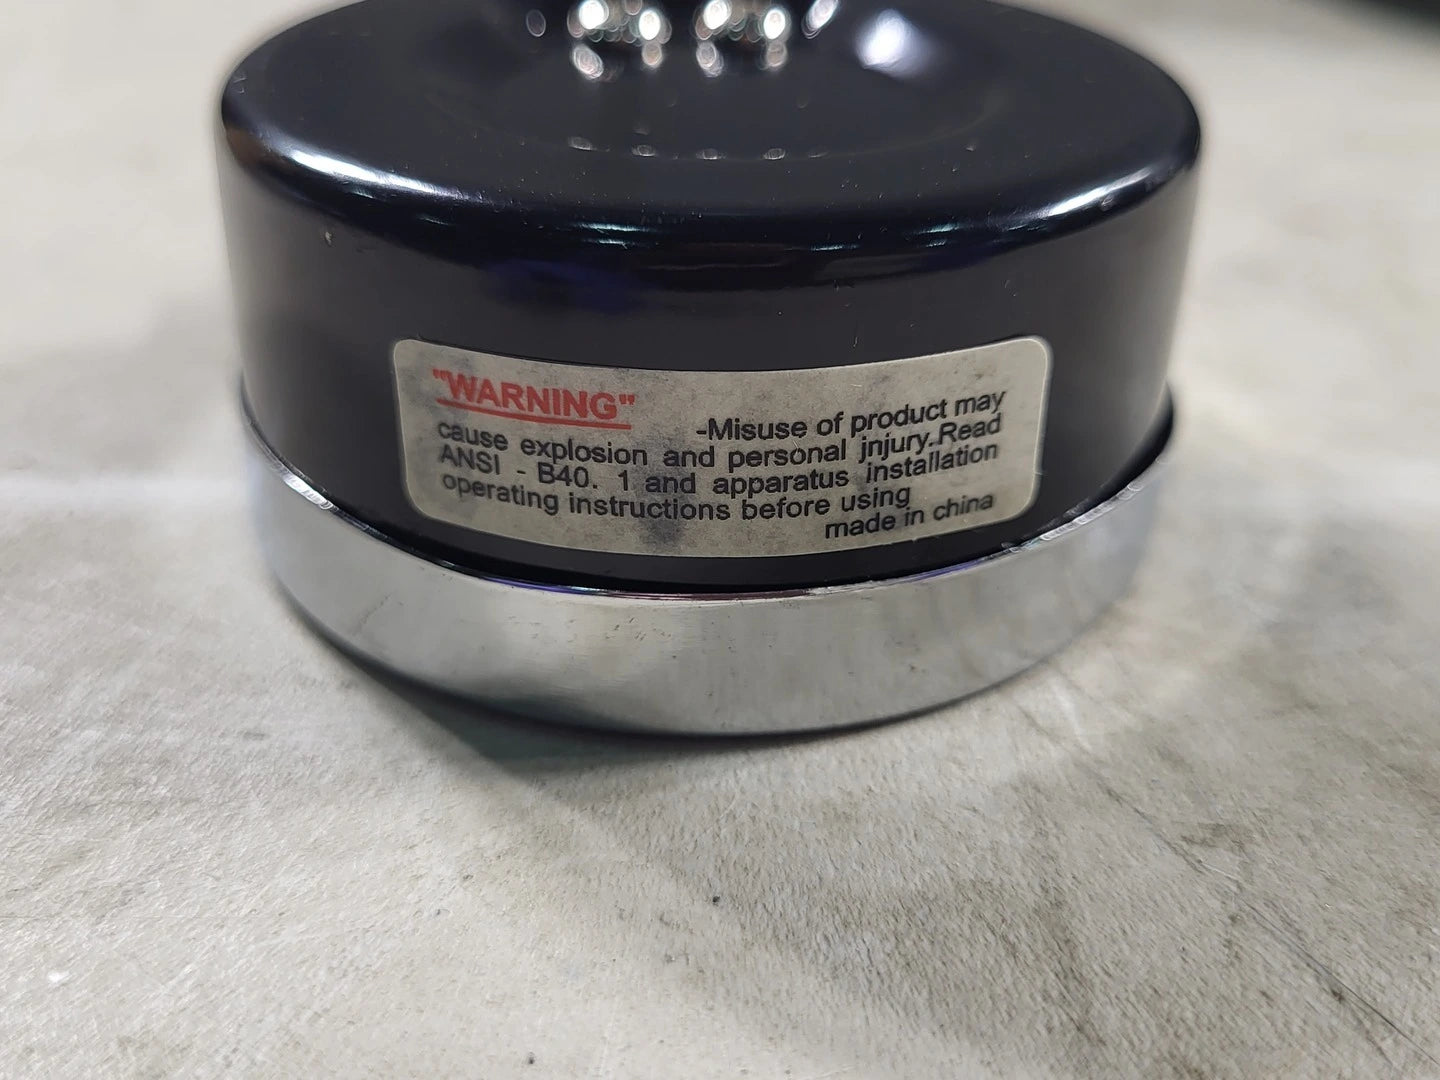 "WARNING" -Misuse of product may
cause explosion and personal jnjury.Read
ANSI - B40. 1 and apparatus installation
operating instructions before using
made in china